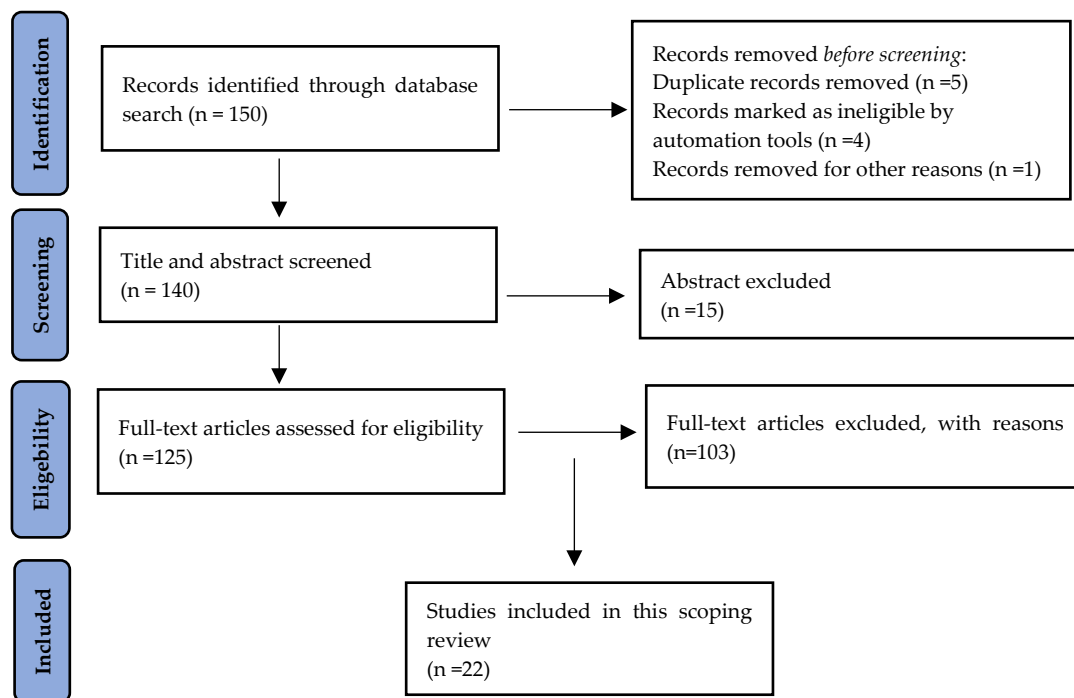 Identification
Records identified through database
search (n = 150)
Records removed before screening:
Duplicate records removed (n =5)
Records marked as ineligible by
automation tools (n =4)
Records removed for other reasons (n =1)
Screening
Title and abstract screened
(n = 140)
Abstract excluded
(n =15)
Eligebility
Full-text articles assessed for eligibility
(n =125)
Full-text articles excluded, with reasons
(n=103)
Included
Studies included in this scoping
review
(n =22)